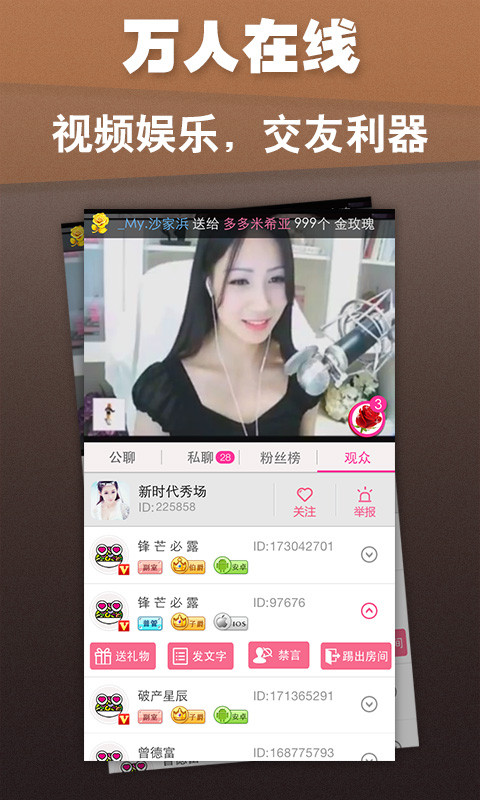 万人在线
视频娱乐，交友利器
_My.沙家浜 送给 多多米希亚 999个 金玫瑰
3
公聊 私聊 28 粉丝榜 观众
新时代秀场
ID:225858
关注 举报
锋芒必露 ID:173042701
副室 伯爵 安卓
锋芒必露 ID:97676
普管 子爵 iOS
送礼物 发文字 禁言 踢出房间
间
破产星辰 ID:171365291
副室 子爵 安卓
曾德富 ID:168775793